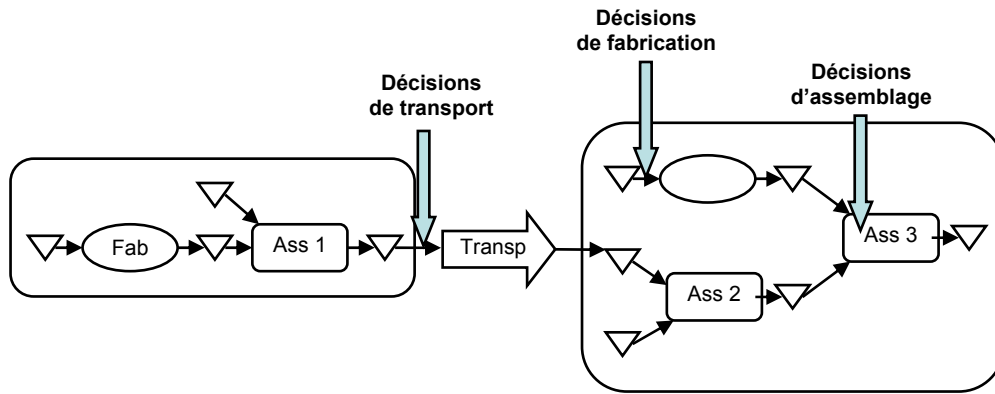 Décisions
de fabrication
Décisions
de transport
Décisions
d'assemblage
Fab
Ass 1
Transp
Ass 2
Ass 3